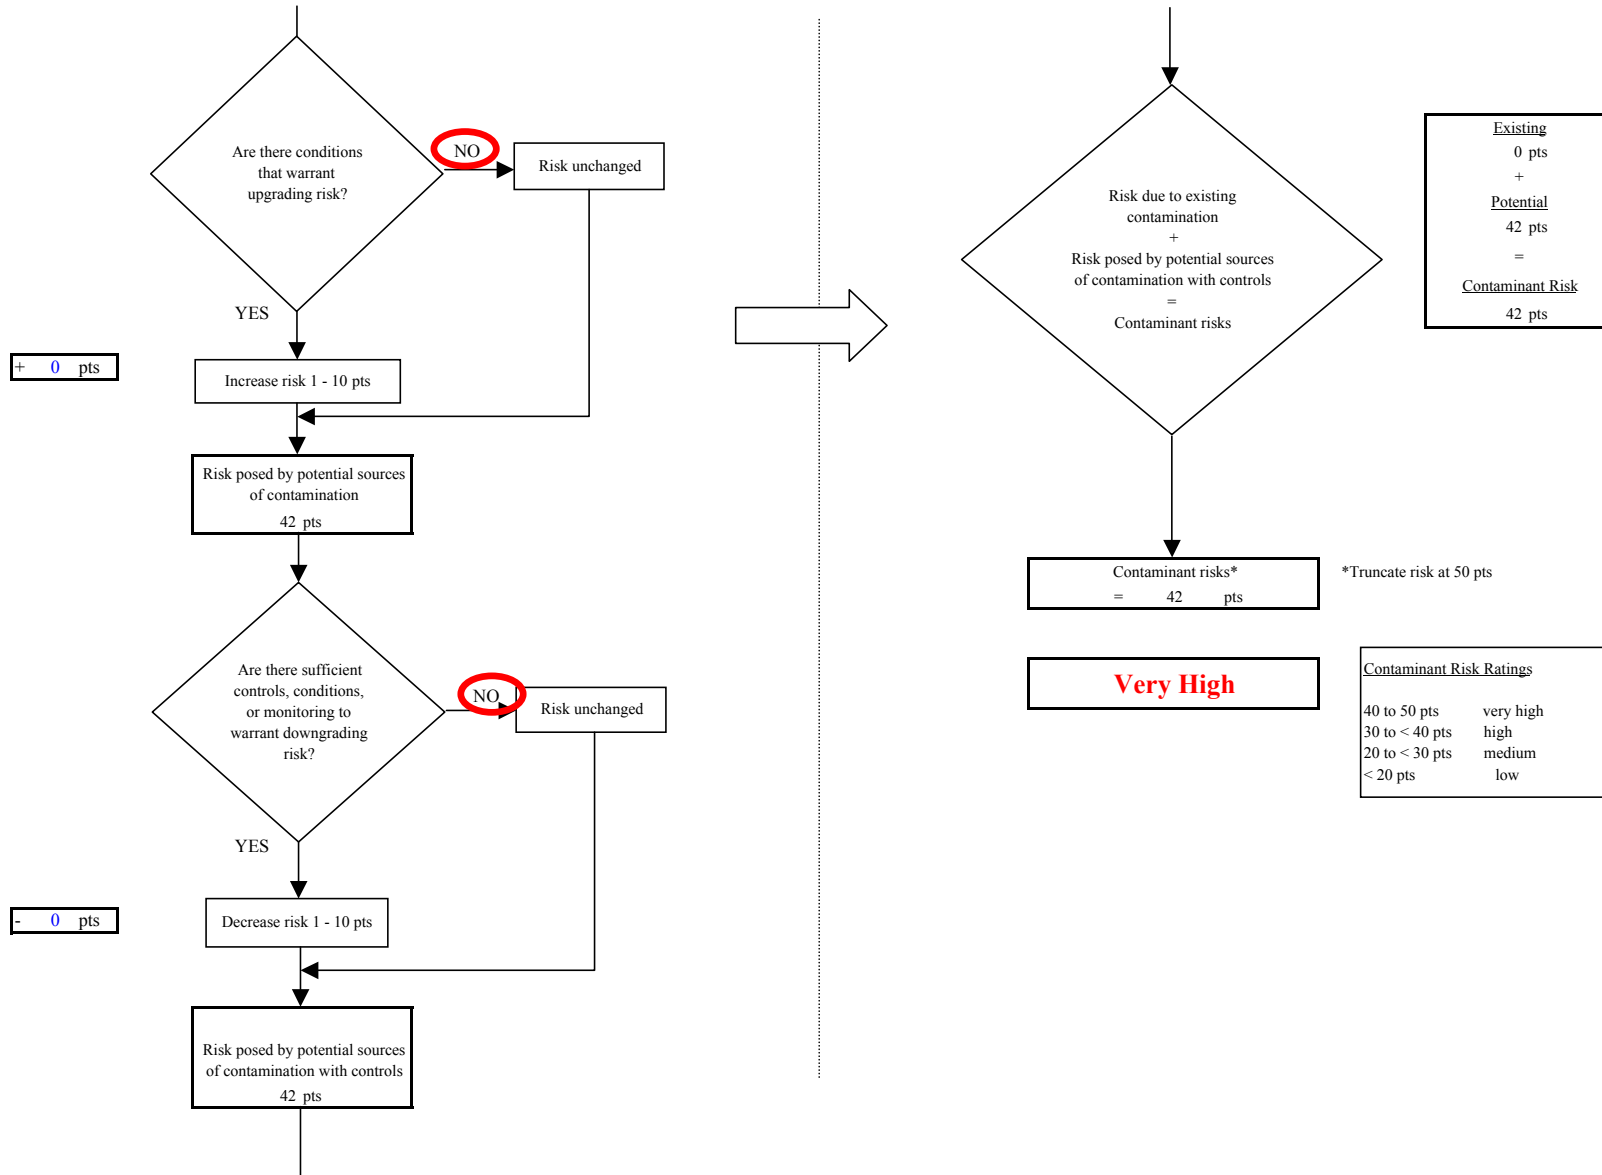 Are there conditions
that warrant
upgrading risk?
NO
Risk unchanged
YES
+ 0 pts
Increase risk 1 - 10 pts
Risk posed by potential sources
of contamination
42 pts
Are there sufficient
controls, conditions,
or monitoring to
warrant downgrading
risk?
NO
Risk unchanged
YES
- 0 pts
Decrease risk 1 - 10 pts
Risk posed by potential sources
of contamination with controls
42 pts
Risk due to existing
contamination
+
Risk posed by potential sources
of contamination with controls
=
Contaminant risks
Existing
0 pts
+
Potential
42 pts
=
Contaminant Risk
42 pts
Contaminant risks*
= 42 pts
*Truncate risk at 50 pts
Very High
Contaminant Risk Ratings
40 to 50 pts very high
30 to < 40 pts high
20 to < 30 pts medium
< 20 pts low